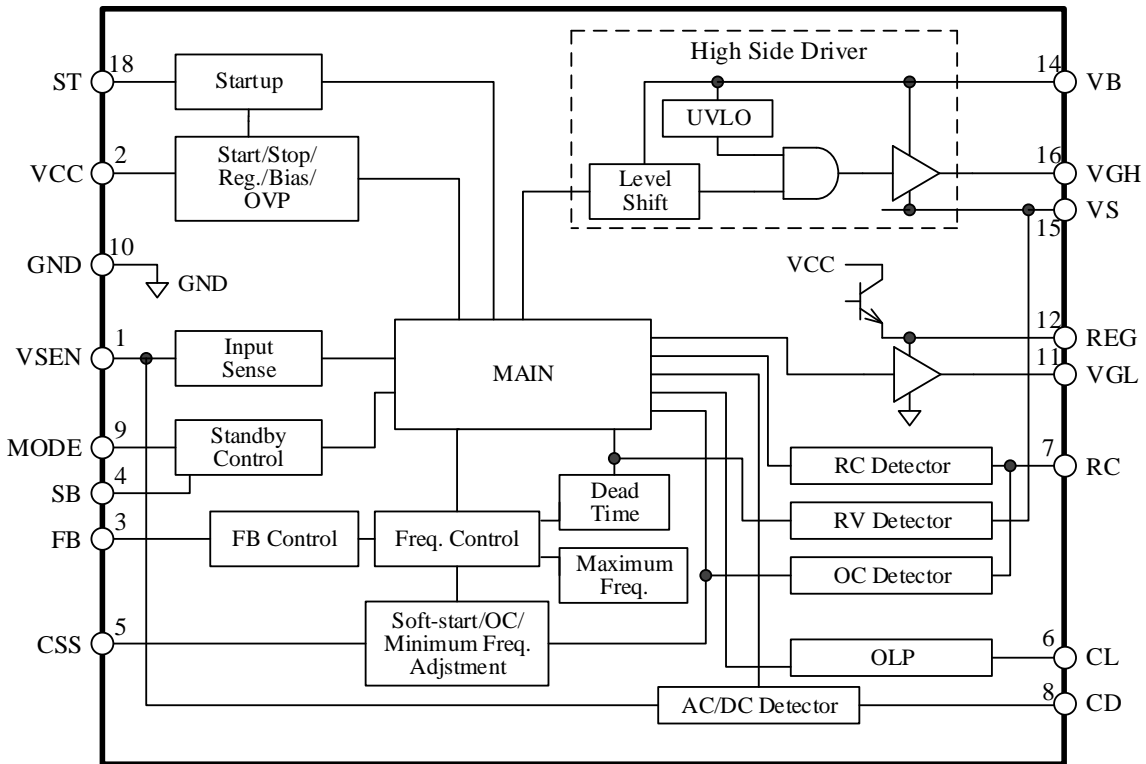 High Side Driver
18
ST
Startup
14
VB
UVLO
2
VCC
Start/Stop/
Reg./Bias/
OVP
Level
Shift
16
VGH
VS
15
10
GND
GND
VCC
1
VSEN
Input
Sense
MAIN
12
REG
11
VGL
9
MODE
Standby
Control
4
SB
RC Detector
7
RC
Dead
Time
RV Detector
3
FB
FB Control
Freq. Control
Maximum
Freq.
OC Detector
5
CSS
Soft-start/OC/
Minimum Freq.
Adjstment
OLP
6
CL
AC/DC Detector
8
CD